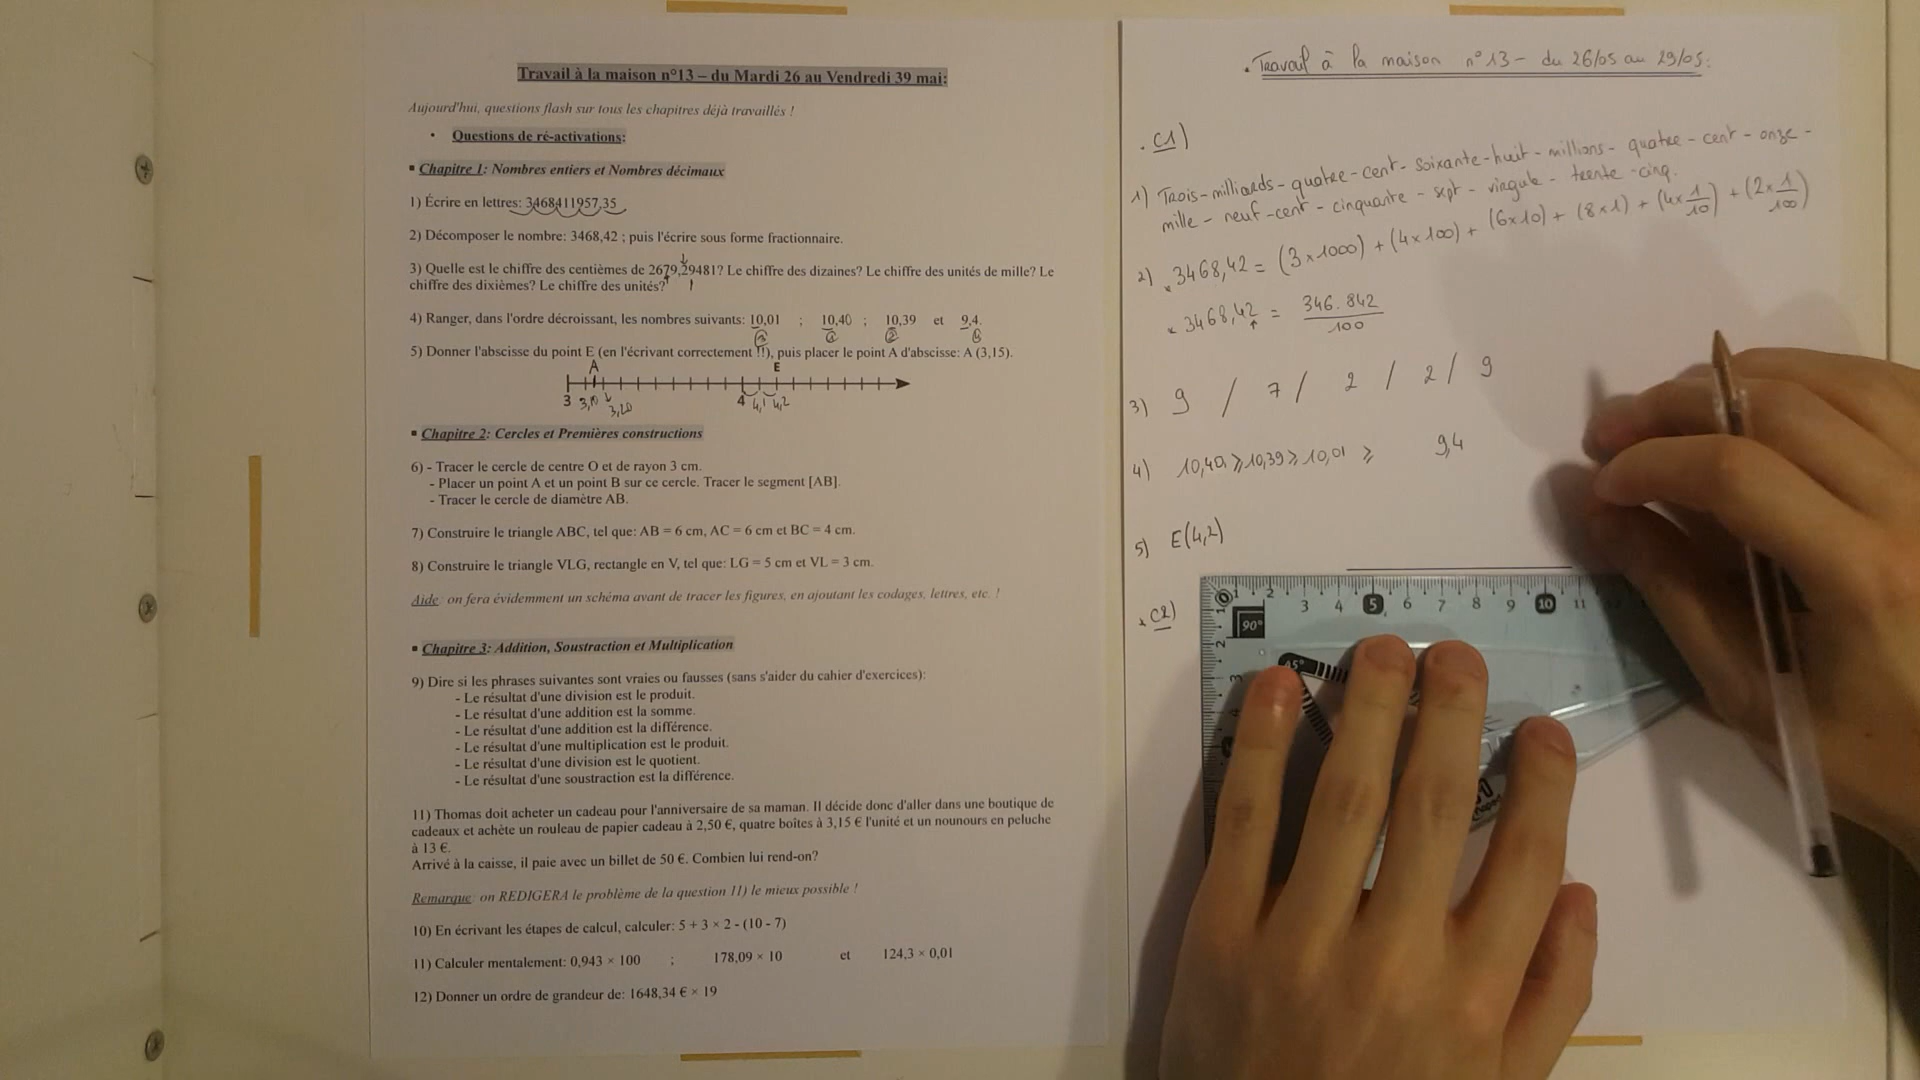 Travail à la maison n°13 – du Mardi 26 au Vendredi 39 mai:
Aujourd'hui, questions flash sur tous les chapitres déjà travaillés !
• Questions de ré-activations:
▪ Chapitre 1: Nombres entiers et Nombres décimaux
1) Écrire en lettres: 3468411957,35
2) Décomposer le nombre: 3468,42 ; puis l'écrire sous forme fractionnaire.
3) Quelle est le chiffre des centièmes de 2679,29481? Le chiffre des dizaines? Le chiffre des unités de mille? Le
chiffre des dixièmes? Le chiffre des unités?
4) Ranger, dans l'ordre décroissant, les nombres suivants: 10,01 ; 10,40 ; 10,39 et 9,4.
5) Donner l'abscisse du point E (en l'écrivant correctement !!), puis placer le point A d'abscisse: A (3,15).
A E
3 3,10 3,20 4 4,1 4,2
▪ Chapitre 2: Cercles et Premières constructions
6) - Tracer le cercle de centre O et de rayon 3 cm.
- Placer un point A et un point B sur ce cercle. Tracer le segment [AB].
- Tracer le cercle de diamètre AB.
7) Construire le triangle ABC, tel que: AB = 6 cm, AC = 6 cm et BC = 4 cm.
8) Construire le triangle VLG, rectangle en V, tel que: LG = 5 cm et VL = 3 cm.
Aide: on fera évidemment un schéma avant de tracer les figures, en ajoutant les codages, lettres, etc. !
▪ Chapitre 3: Addition, Soustraction et Multiplication
9) Dire si les phrases suivantes sont vraies ou fausses (sans s'aider du cahier d'exercices):
- Le résultat d'une division est le produit.
- Le résultat d'une addition est la somme.
- Le résultat d'une addition est la différence.
- Le résultat d'une multiplication est le produit.
- Le résultat d'une division est le quotient.
- Le résultat d'une soustraction est la différence.
11) Thomas doit acheter un cadeau pour l'anniversaire de sa maman. Il décide donc d'aller dans une boutique de
cadeaux et achète un rouleau de papier cadeau à 2,50 €, quatre boîtes à 3,15 € l'unité et un nounours en peluche
à 13 €.
Arrivé à la caisse, il paie avec un billet de 50 €. Combien lui rend-on?
Remarque: on REDIGERA le problème de la question 11) le mieux possible !
10) En écrivant les étapes de calcul, calculer: 5 + 3 × 2 - (10 - 7)
11) Calculer mentalement: 0,943 × 100 ; 178,09 × 10 et 124,3 × 0,01
12) Donner un ordre de grandeur de: 1648,34 € × 19
. Travail à la maison n°13 - du 26/05 au 29/05:
. C1)
1) Trois-milliards-quatre-cent-soixante-huit-millions-quatre-cent-onze-
mille-neuf-cent-cinquante-sept-virgule-trente-cinq.
2) * 3468,42 = (3×1000) + (4×100) + (6×10) + (8×1) + (4×1/10) + (2×1/100)
* 3468,42 = 346.842/100
3) 9 / 7 / 2 / 2 / 9
4) 10,40 ⩾ 10,39 ⩾ 10,01 ⩾ 9,4
5) E(4,2)
* C2)
0 1 2 3 4 5 6 7 8 9 10 11
90°
45°